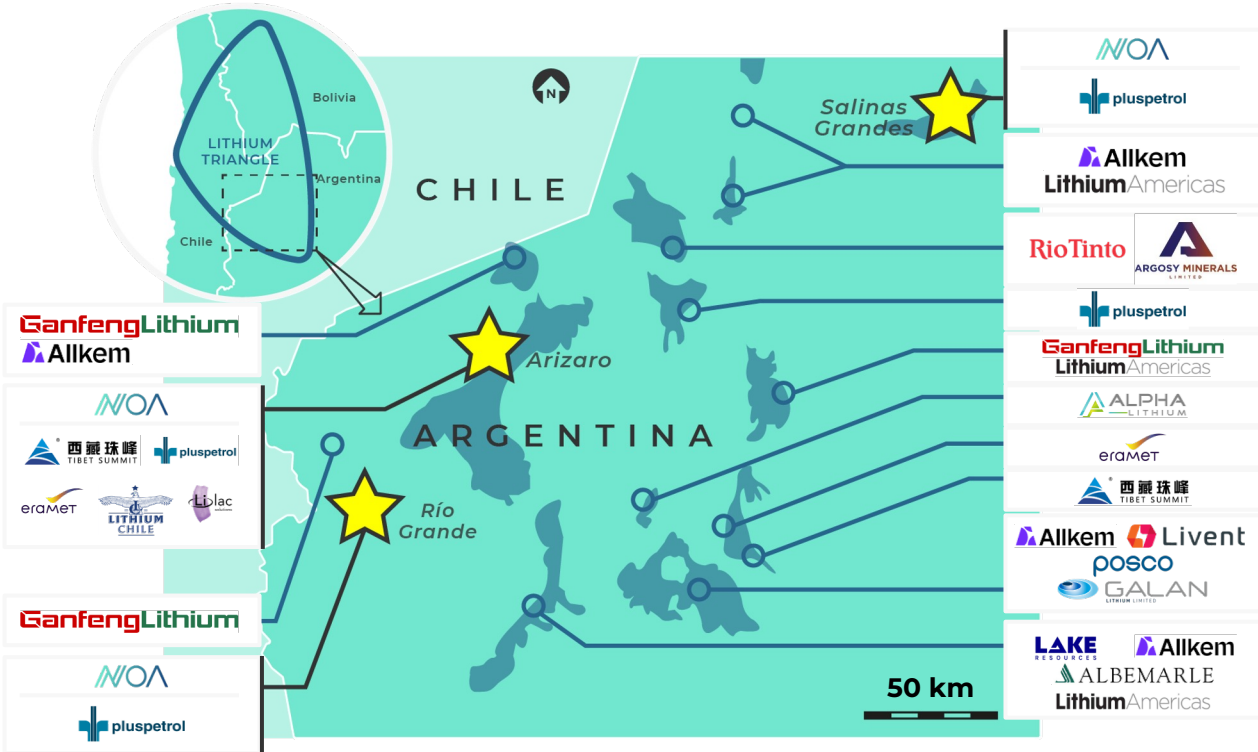 Bolivia
LITHIUM
TRIANGLE
Argentina
Chile
N
CHILE
ARGENTINA
Salinas
Grandes
Arizaro
Río
Grande
50 km
GanfengLithium
Allkem
NOA
西藏珠峰
TIBET SUMMIT
pluspetrol
eramet
LITHIUM
CHILE
Lilac
solutions
GanfengLithium
NOA
pluspetrol
NOA
pluspetrol
Allkem
LithiumAmericas
RioTinto
ARGOSY MINERALS
LIMITED
pluspetrol
GanfengLithium
LithiumAmericas
ALPHA
LITHIUM
eramet
西藏珠峰
TIBET SUMMIT
Allkem
Livent
posco
GALAN
LITHIUM LIMITED
LAKE
RESOURCES
Allkem
ALBEMARLE
LithiumAmericas